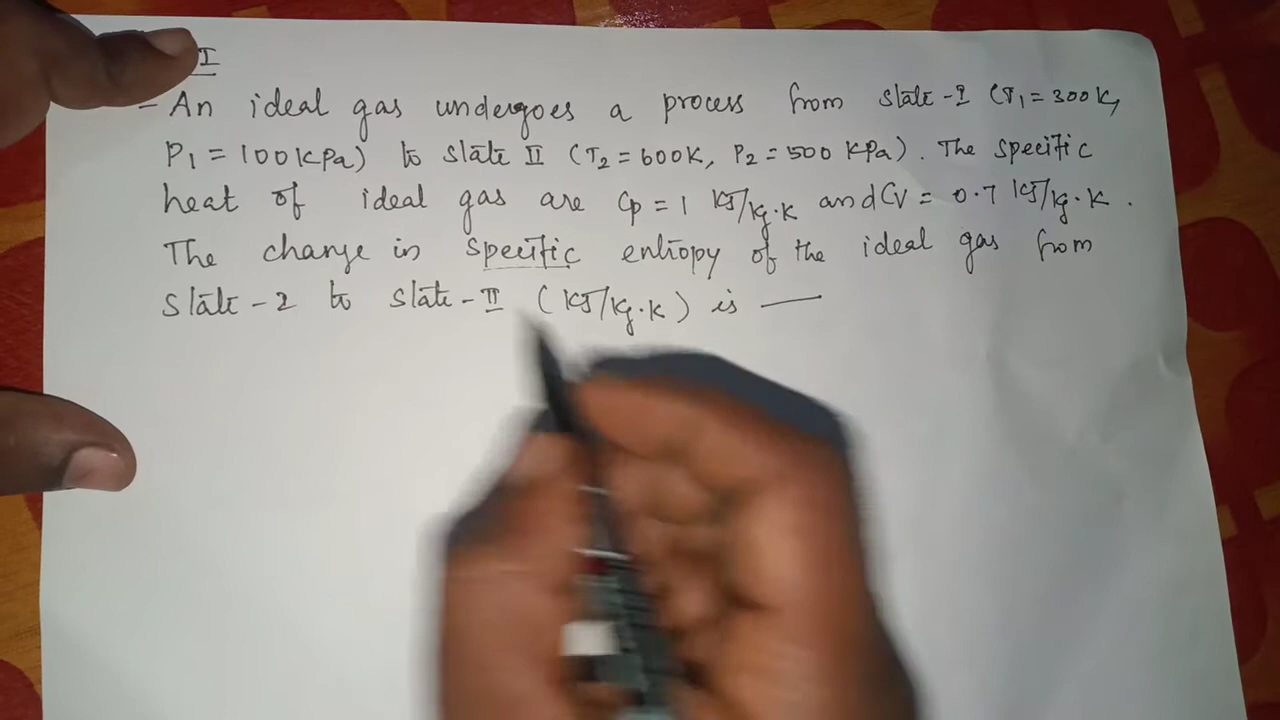 I
- An ideal gas undergoes a process from state -I (T1 = 300K,
P1 = 100 KPa) to state II (T2 = 600K, P2 = 500 KPa). The specific
heat of ideal gas are Cp = 1 KJ/kg.K and Cv = 0.7 KJ/kg.K.
The change in specific entropy of the ideal gas from
state - 2 to state - II (KJ/kg.K) is —